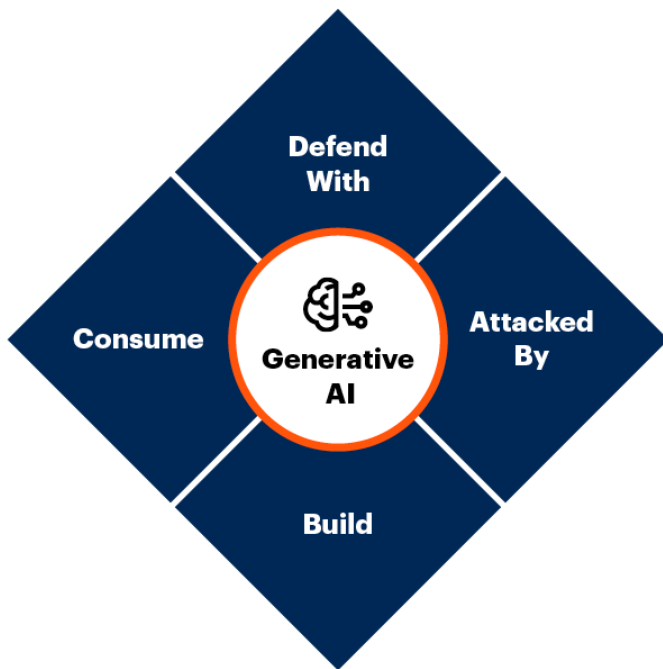 Defend
With
Consume
Generative
AI
Attacked
By
Build